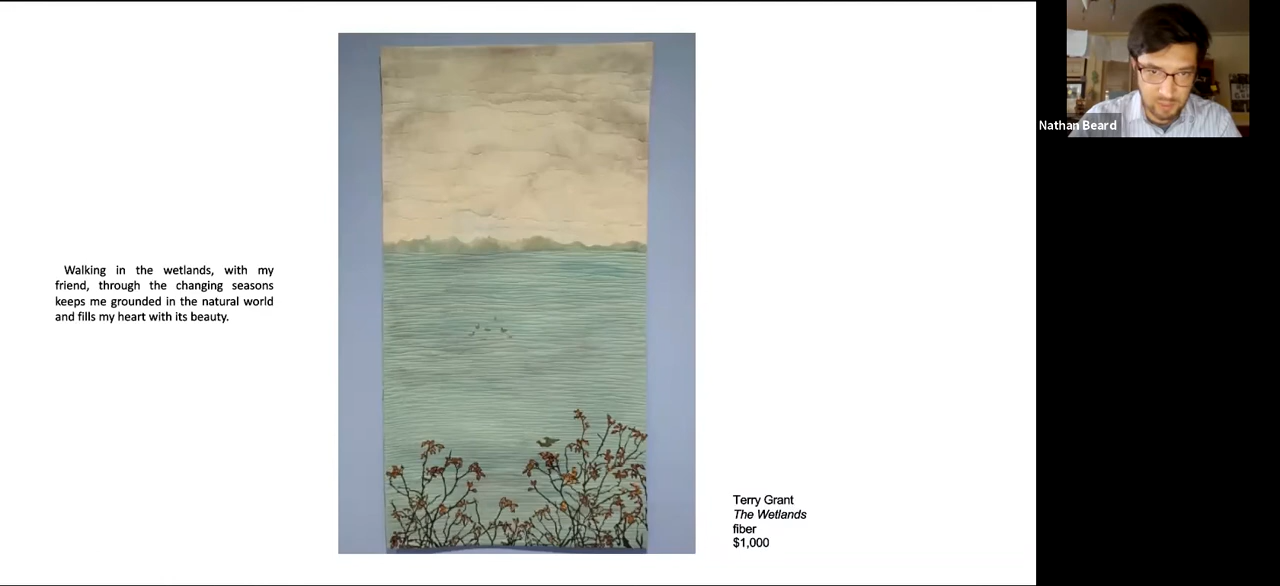 Nathan Beard
Walking in the wetlands, with my
friend, through the changing seasons
keeps me grounded in the natural world
and fills my heart with its beauty.
Terry Grant
The Wetlands
fiber
$1,000